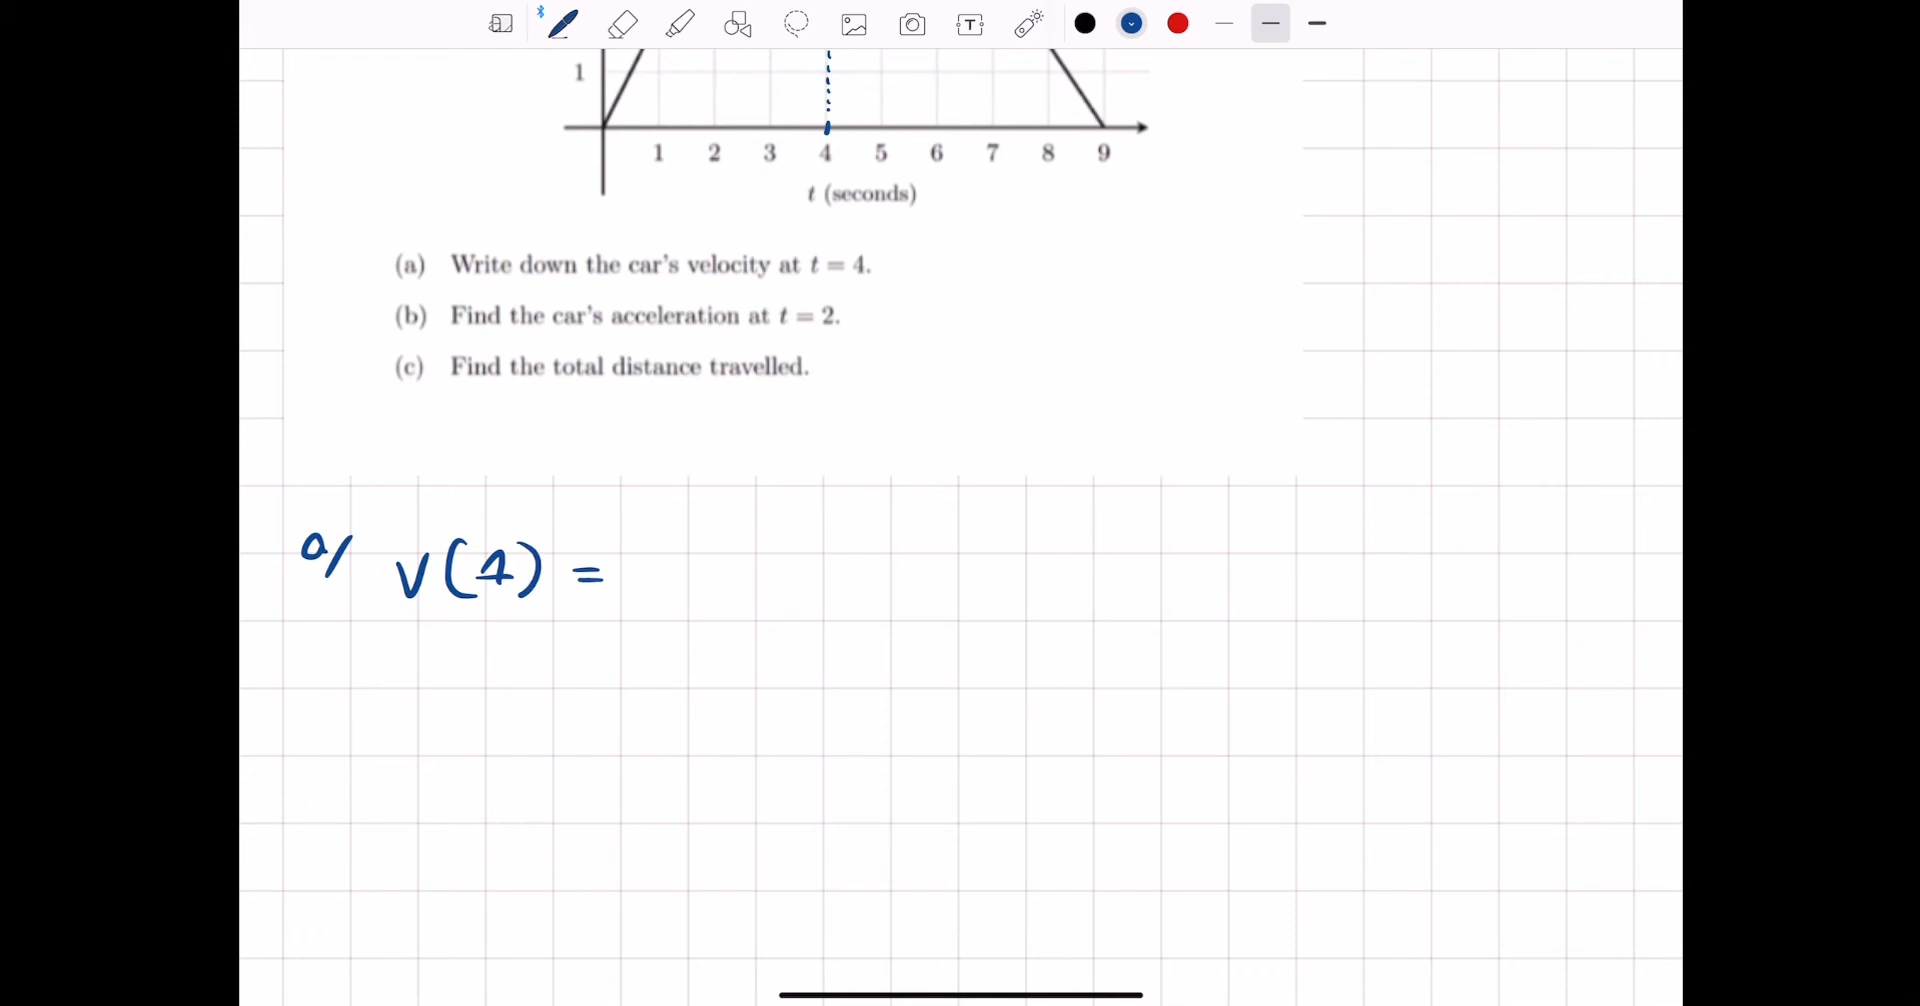 1
1 2 3 4 5 6 7 8 9
t (seconds)
(a) Write down the car's velocity at t = 4.
(b) Find the car's acceleration at t = 2.
(c) Find the total distance travelled.
a/ v(4) =